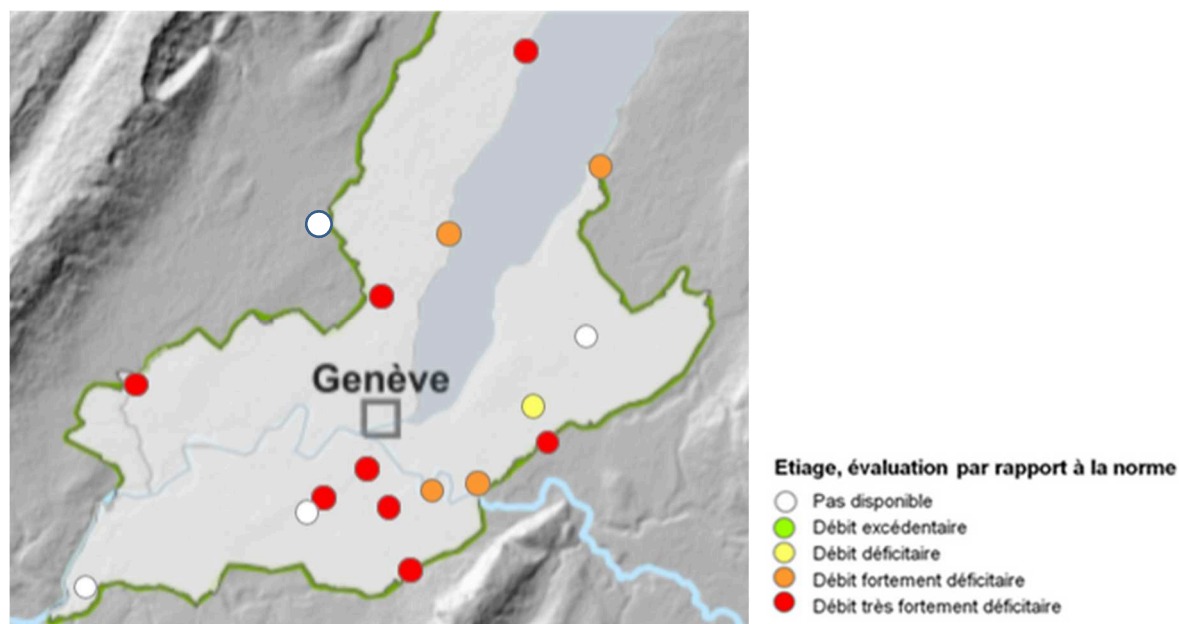 Genève
Etiage, évaluation par rapport à la norme
Pas disponible
Débit excédentaire
Débit déficitaire
Débit fortement déficitaire
Débit très fortement déficitaire